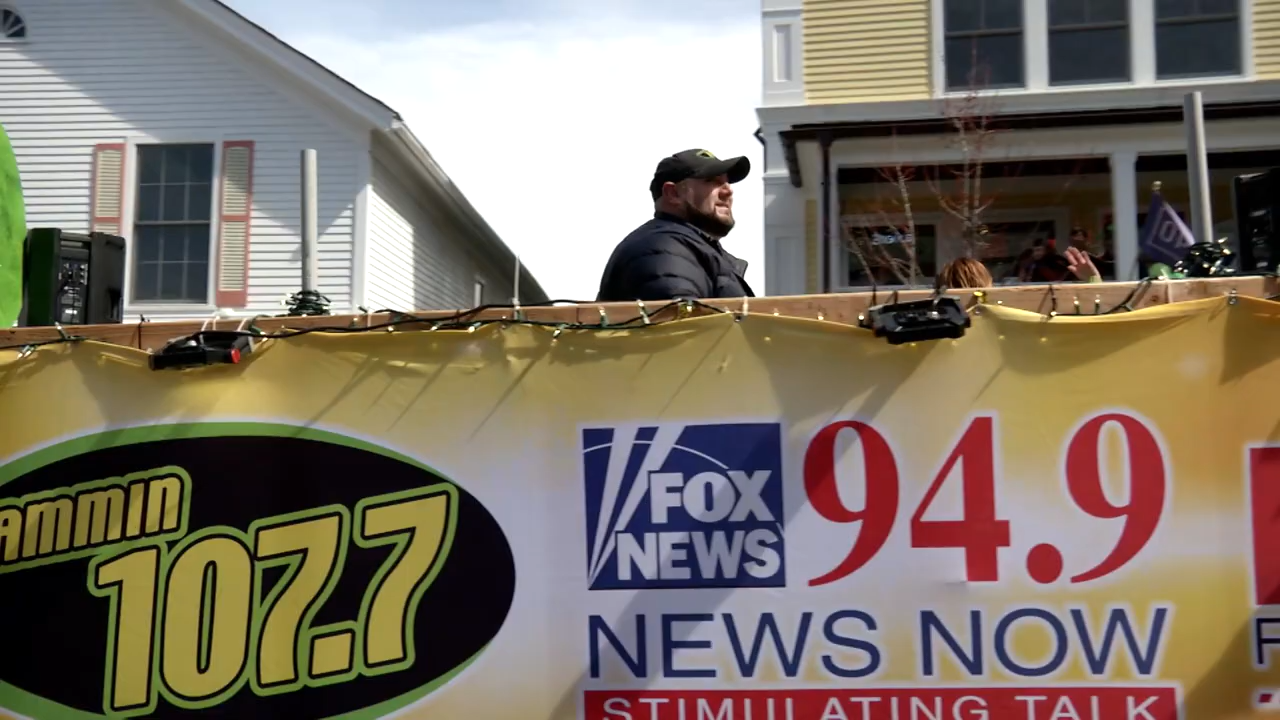 ammin
107.7
FOX
NEWS
94.9
NEWS NOW
STIMULATING TALK